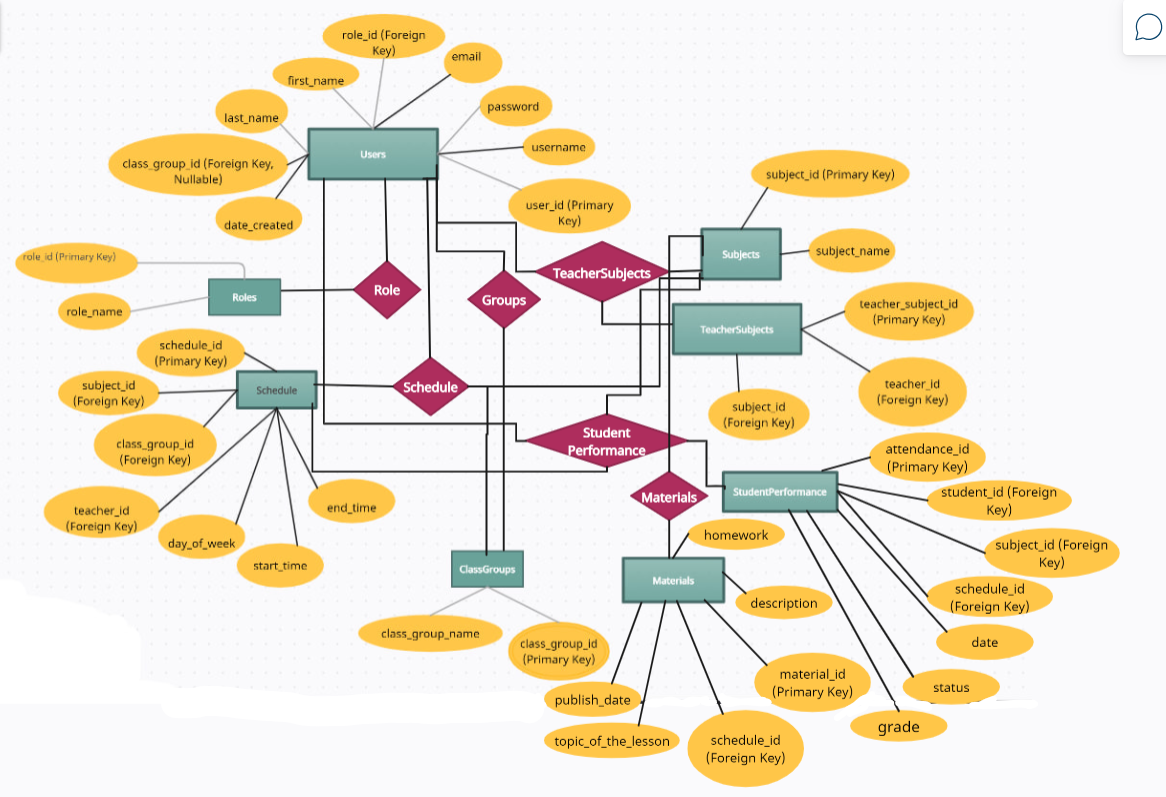 role_id (Foreign
Key)
email
first_name
password
last_name
username
Users
class_group_id (Foreign Key,
Nullable)
subject_id (Primary Key)
user_id (Primary
Key)
date_created
subject_name
Subjects
role_id (Primary Key)
TeacherSubjects
Role
Groups
Roles
role_name
teacher_subject_id
(Primary Key)
TeacherSubjects
schedule_id
(Primary Key)
subject_id
(Foreign Key)
Schedule
Schedule
teacher_id
(Foreign Key)
subject_id
(Foreign Key)
class_group_id
(Foreign Key)
Student
Performance
attendance_id
(Primary Key)
StudentPerformance
student_id (Foreign
Key)
Materials
teacher_id
(Foreign Key)
end_time
day_of_week
homework
subject_id (Foreign
Key)
start_time
ClassGroups
Materials
description
schedule_id
(Foreign Key)
class_group_name
class_group_id
(Primary Key)
date
material_id
(Primary Key)
status
publish_date
grade
topic_of_the_lesson
schedule_id
(Foreign Key)